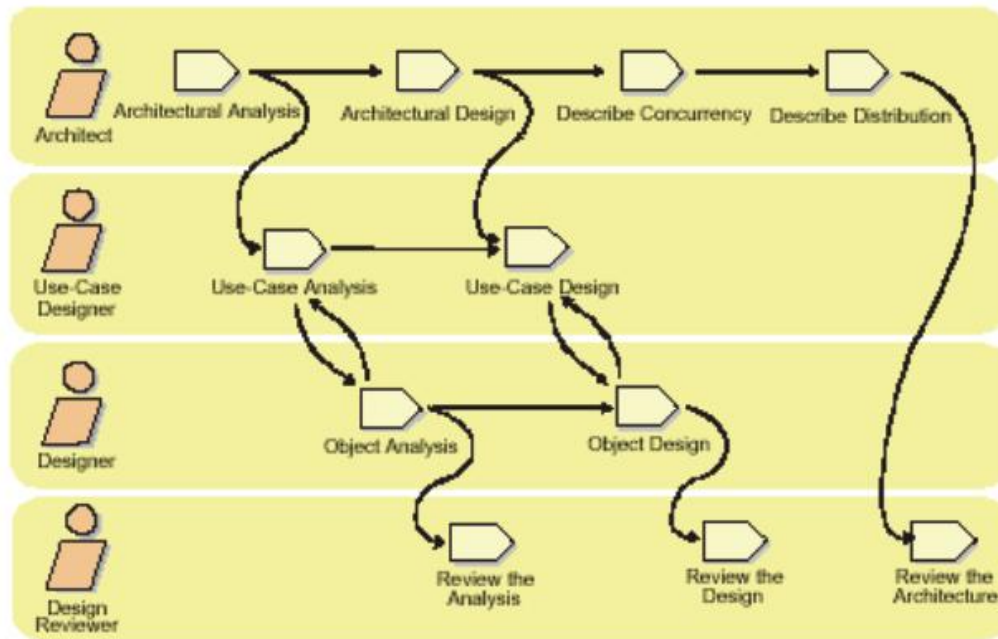 Architectural Analysis
Architectural Design
Describe Concurrency
Describe Distribution
Architect
Use-Case
Designer
Use-Case Analysis
Use-Case Design
Designer
Object Analysis
Object Design
Design
Reviewer
Review the
Analysis
Review the
Design
Review the
Architecture